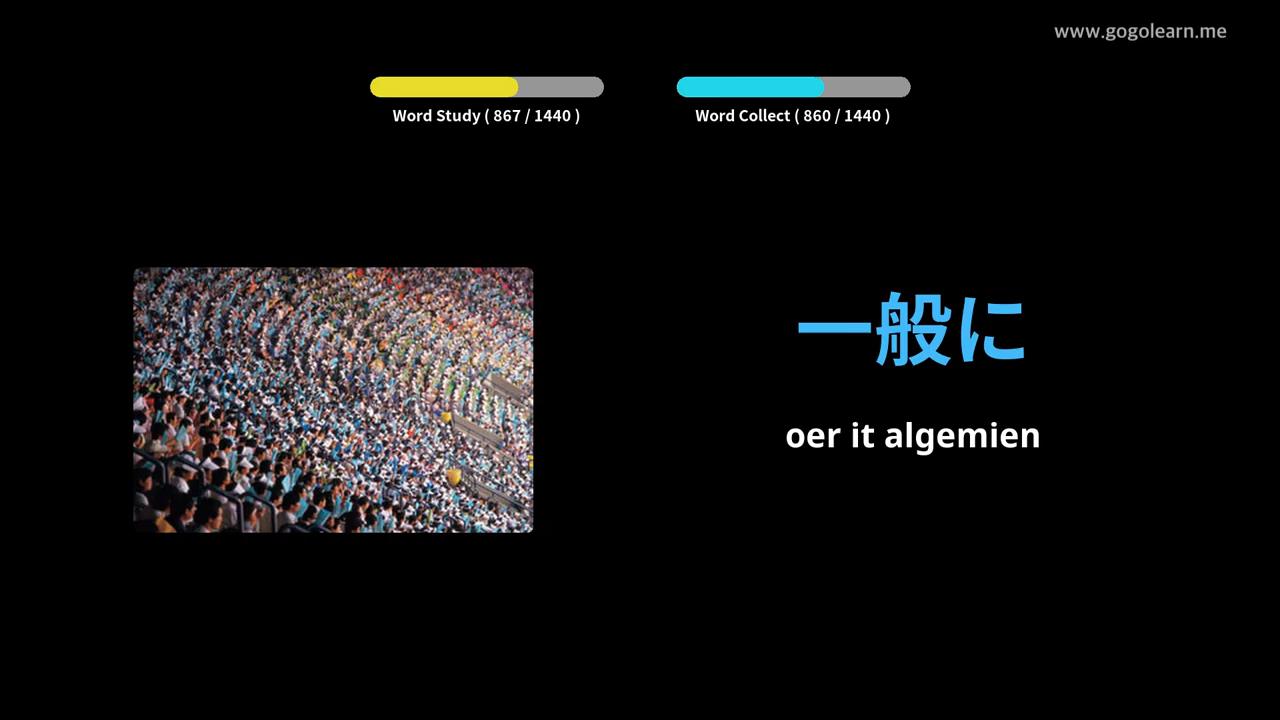 www.gogolearn.me
Word Study ( 867 / 1440 )
Word Collect ( 860 / 1440 )
一般に
oer it algemien